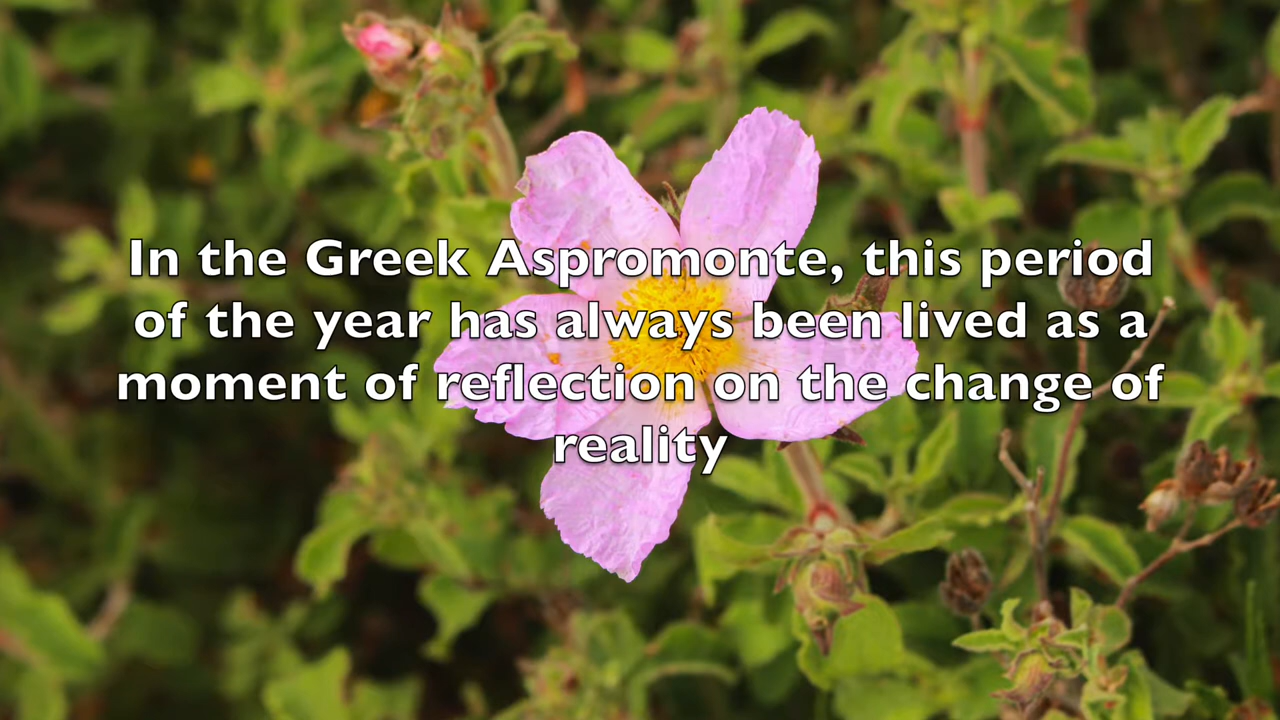 In the Greek Aspromonte, this period
of the year has always been lived as a
moment of reflection on the change of
reality